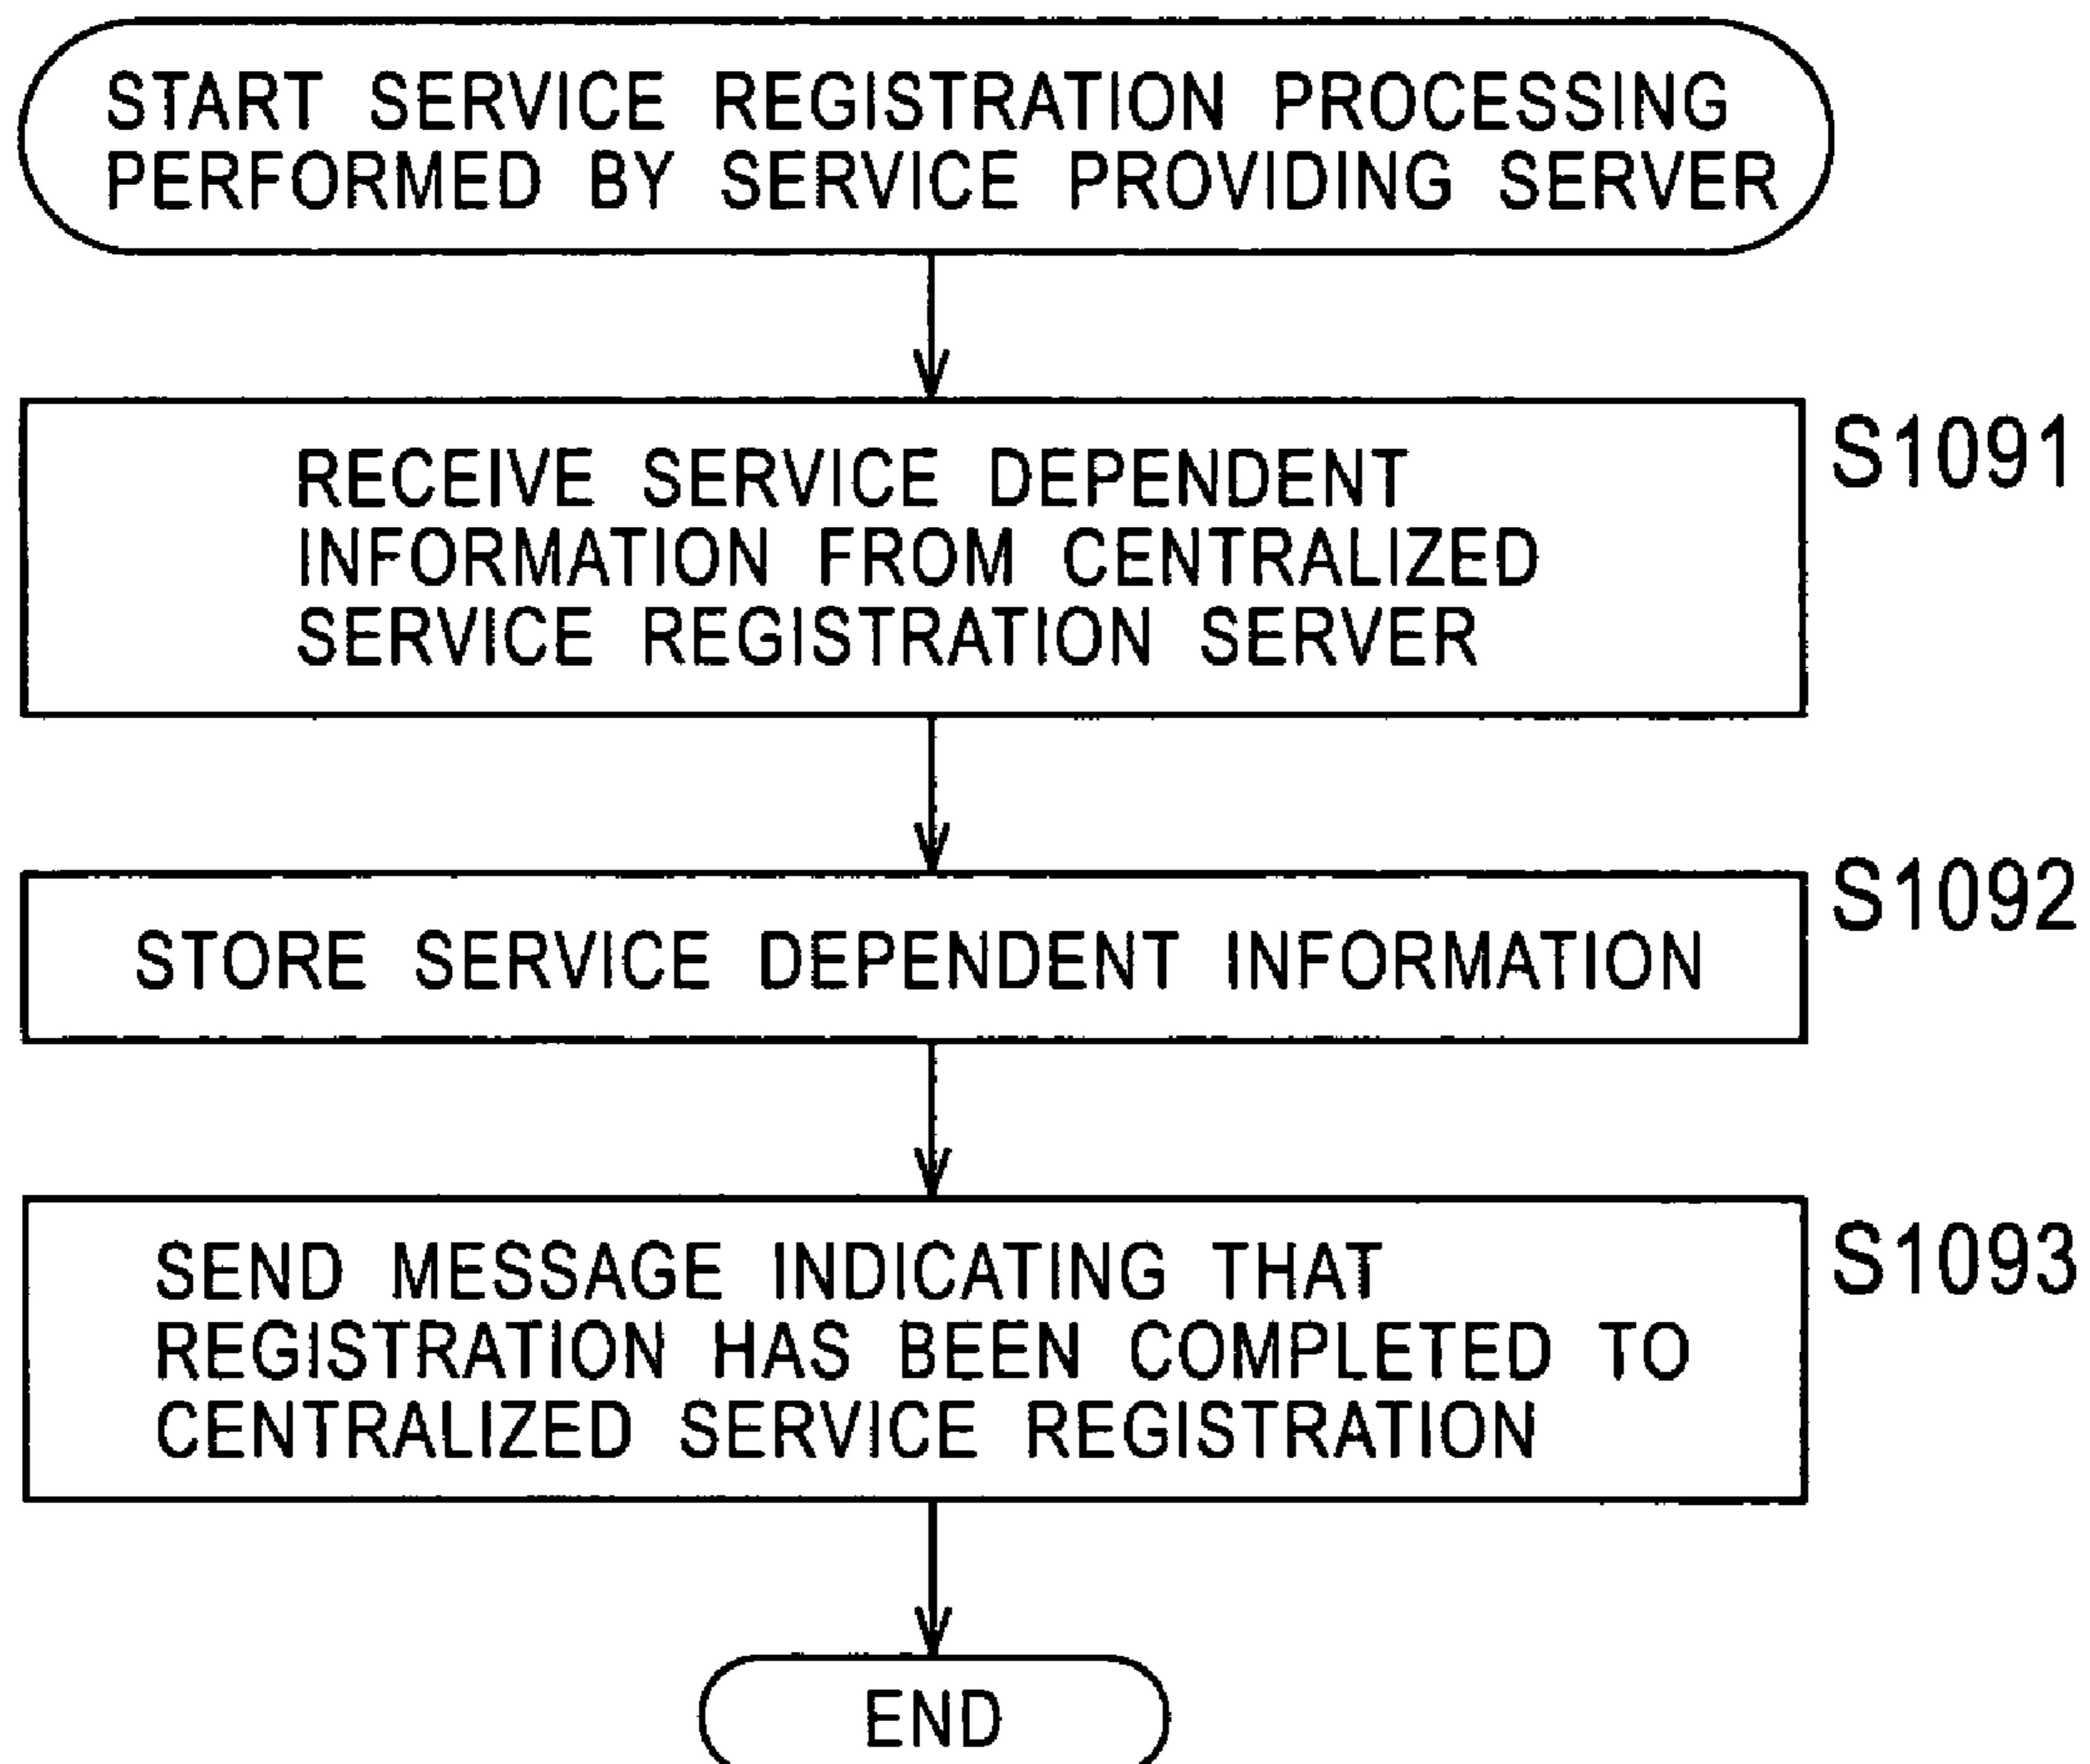 START SERVICE REGISTRATION PROCESSING
PERFORMED BY SERVICE PROVIDING SERVER
RECEIVE SERVICE DEPENDENT
INFORMATION FROM CENTRALIZED
SERVICE REGISTRATION SERVER
S1091
STORE SERVICE DEPENDENT INFORMATION
S1092
SEND MESSAGE INDICATING THAT
REGISTRATION HAS BEEN COMPLETED TO
CENTRALIZED SERVICE REGISTRATION
S1093
END